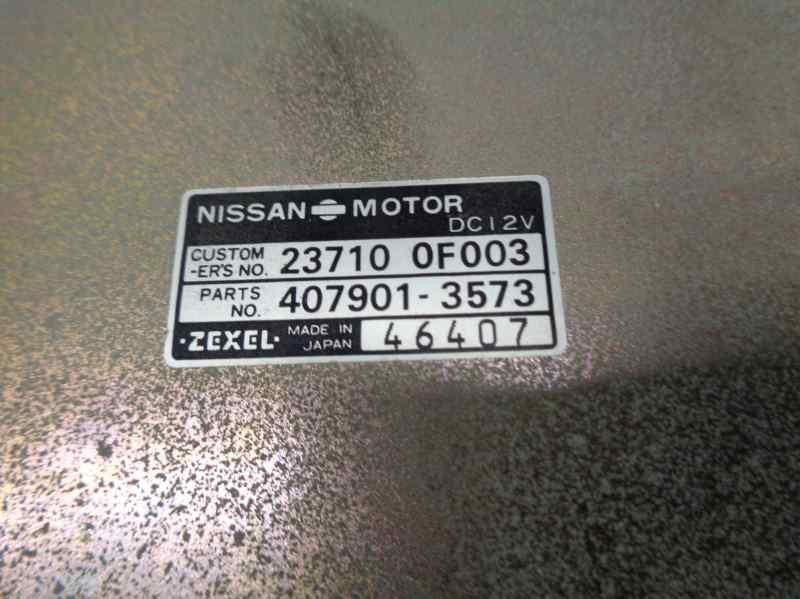 NISSAN MOTOR
DC12V
CUSTOM
-ER'S NO. 23710 0F003
PARTS
NO. 407901-3573
·ZEXEL· MADE IN
JAPAN 46407